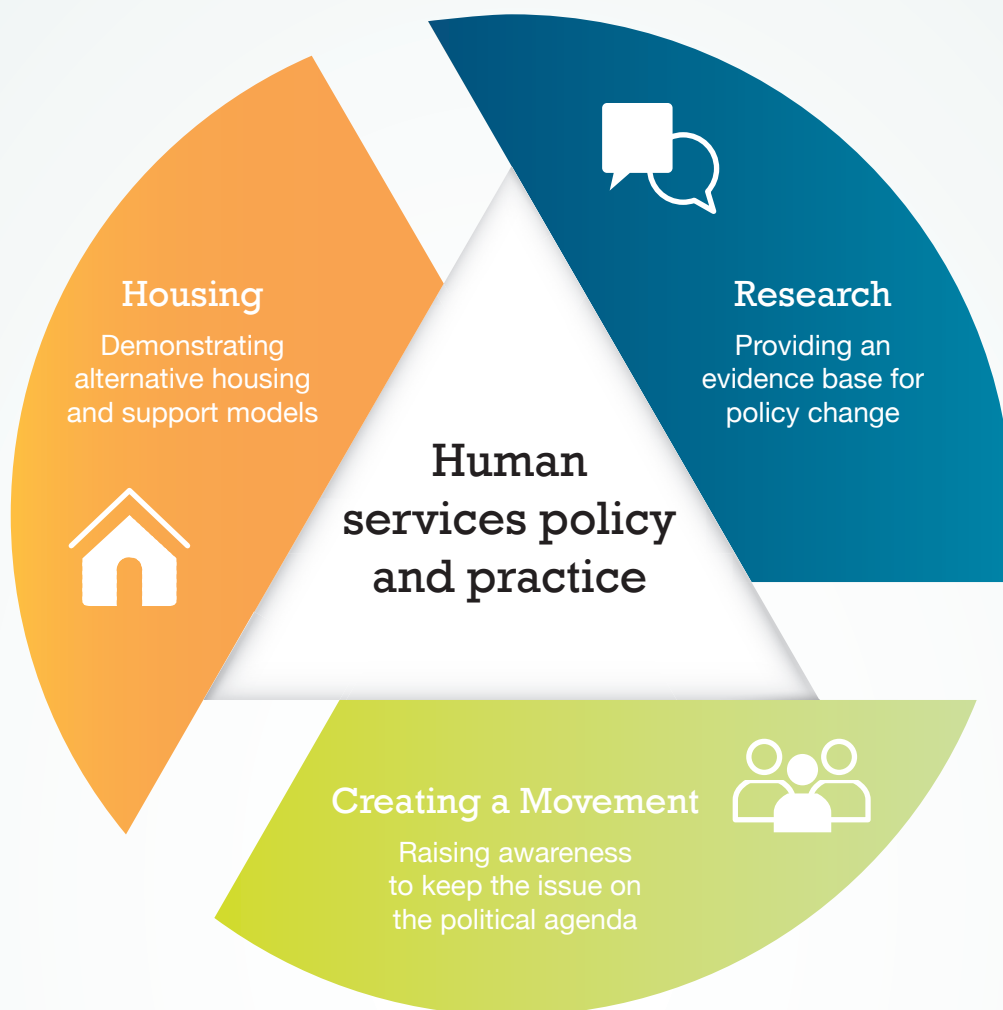 Housing
Demonstrating
alternative housing
and support models
Research
Providing an
evidence base for
policy change
Human
services policy
and practice
Creating a Movement
Raising awareness
to keep the issue on
the political agenda